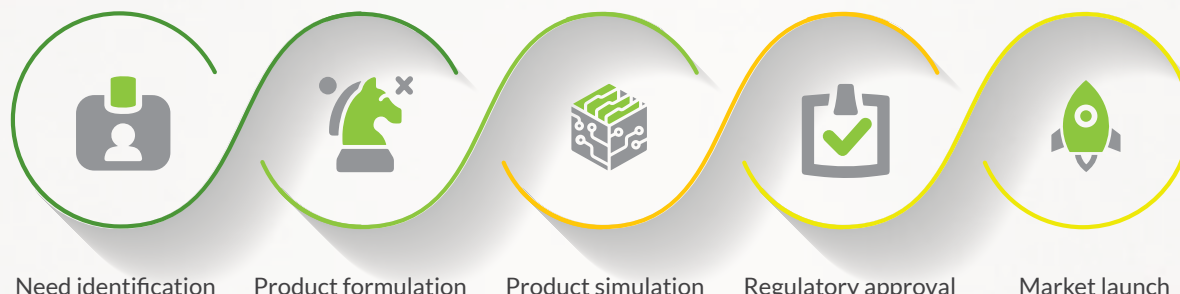 Need identification
Product formulation
Product simulation
Regulatory approval
Market launch